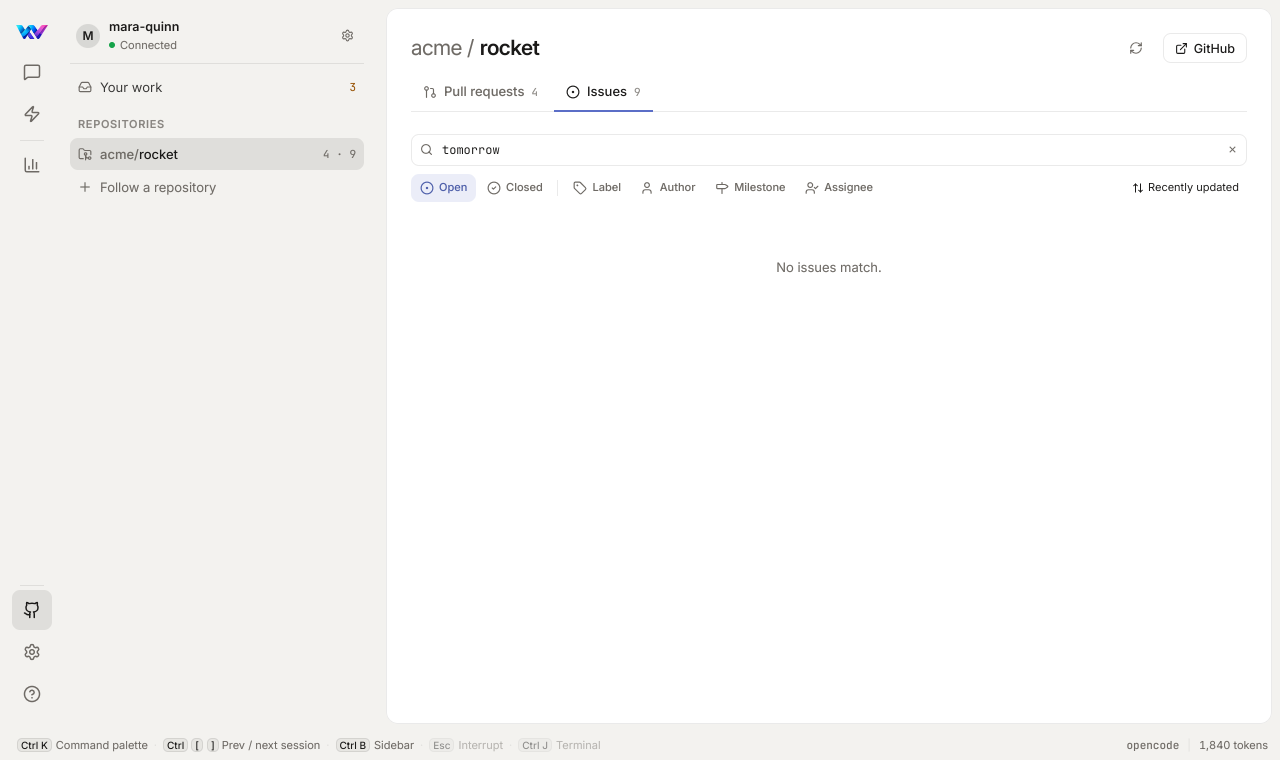 M
mara-quinn
Connected
Your work 3
REPOSITORIES
acme/rocket 4 · 9
Follow a repository
acme / rocket
GitHub
Pull requests 4
Issues 9
tomorrow
Open Closed Label Author Milestone Assignee Recently updated
No issues match.
Ctrl K Command palette Ctrl [ ] Prev / next session Ctrl B Sidebar Esc Interrupt Ctrl J Terminal
opencode 1,840 tokens